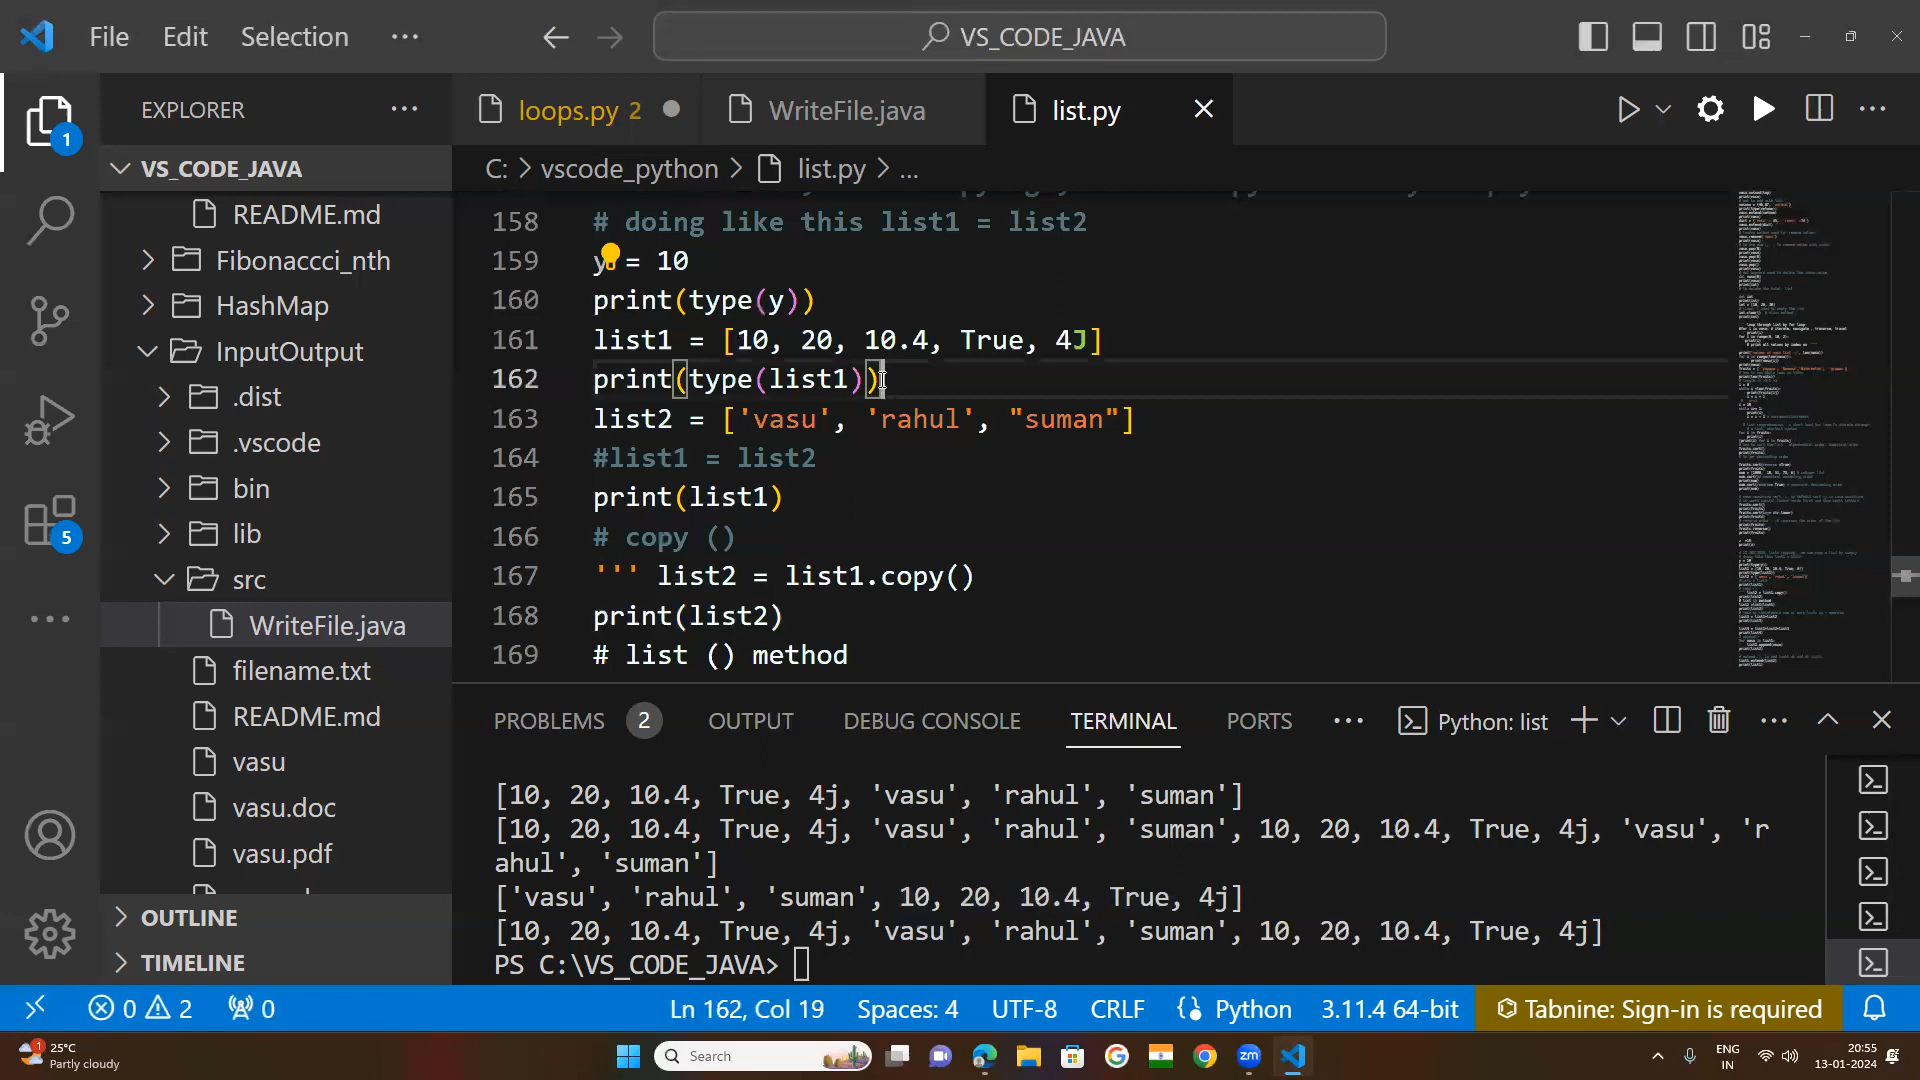 File Edit Selection ··· VS_CODE_JAVA
EXPLORER ··· loops.py 2 WriteFile.java list.py
VS_CODE_JAVA
C: > vscode_python > list.py > ...
README.md
Fibonaccci_nth
HashMap
InputOutput
.dist
.vscode
bin
lib
src
WriteFile.java
filename.txt
README.md
vasu
vasu.doc
vasu.pdf
OUTLINE
TIMELINE
1
5
158 # doing like this list1 = list2
159 y = 10
160 print(type(y))
161 list1 = [10, 20, 10.4, True, 4J]
162 print(type(list1))
163 list2 = ['vasu', 'rahul', "suman"]
164 #list1 = list2
165 print(list1)
166 # copy ()
167 ''' list2 = list1.copy()
168 print(list2)
169 # list () method
PROBLEMS 2 OUTPUT DEBUG CONSOLE TERMINAL PORTS ··· Python: list
[10, 20, 10.4, True, 4j, 'vasu', 'rahul', 'suman']
[10, 20, 10.4, True, 4j, 'vasu', 'rahul', 'suman', 10, 20, 10.4, True, 4j, 'vasu', 'r
ahul', 'suman']
['vasu', 'rahul', 'suman', 10, 20, 10.4, True, 4j]
[10, 20, 10.4, True, 4j, 'vasu', 'rahul', 'suman', 10, 20, 10.4, True, 4j]
PS C:\VS_CODE_JAVA>
0 2 0 Ln 162, Col 19 Spaces: 4 UTF-8 CRLF Python 3.11.4 64-bit Tabnine: Sign-in is required
1 25°C
Partly cloudy
Search
zm
ENG
IN
20:55
13-01-2024